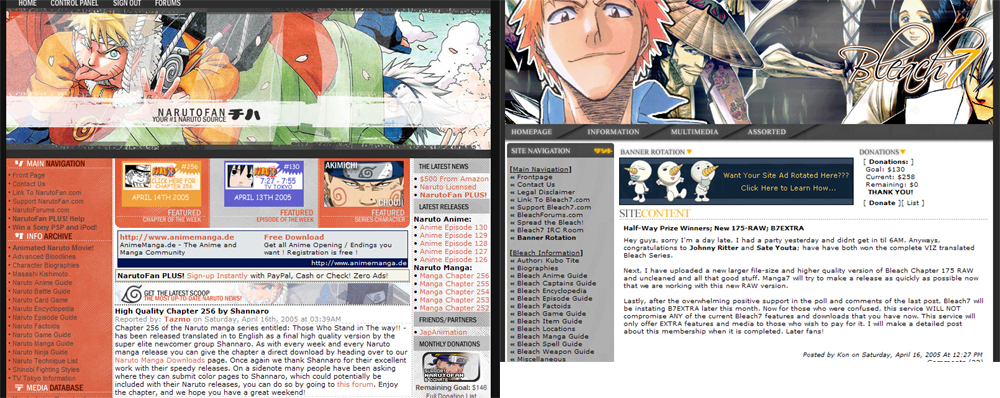 HOME CONTROL PANEL SIGN OUT FORUMS
NARUTOFAN
YOUR #1 NARUTO SOURCE
MAIN NAVIGATION
• Front Page
• Contact Us
• Link To NarutoFan.com
• Support NarutoFan.com
• NarutoForums.com
• NarutoFan PLUS! Help
• Win a Sony PSP and iPod!
INFO ARCHIVE
• Animated Naruto Movie!
• Advanced Bloodlines
• Character Biographies
• Masashi Kishimoto
• Naruto Anime Guide
• Naruto Battle Guide
• Naruto Card Game
• Naruto Encyclopedia
• Naruto Episode Guide
• Naruto Factoids
• Naruto Game Guide
• Naruto Manga Guide
• Naruto Ninja Guide
• Naruto Technique List
• Shinobi Fighting Styles
• TV Tokyo Information
MEDIA DATABASE
#256
CLICK HERE FOR
CHAPTER 256
APRIL 14TH 2005
FEATURED
CHAPTER OF THE WEEK
#130
7:27 - 7:55
TV TOKYO
APRIL 13TH 2005
FEATURED
EPISODE OF THE WEEK
AKIMICHI
CHOUJI
FEATURED
SERIES CHARACTER
http://www.animemanga.de
AnimeManga.de - The Anime and
Manga Community
Free Download
Get all Anime Opening / Endings you
want ! Registration is free !
http://www.animemanga.de
NarutoFan PLUS! Sign-up Instantly with PayPal, Cash or Check! Zero Ads!
GET THE LATEST SCOOP
THE MOST UP-TO-DATE NARUTO NEWS!
High Quality Chapter 256 by Shannaro
Reported by: Tazmo on Saturday, April 16th, 2005 at 03:39AM
Chapter 256 of the Naruto manga series entitled: Those Who Stand in The way!! -
has been released translated in to English as a final high quality version by the
super elite newcomer group Shannaro. As with every week and every Naruto
manga release you can give the chapter a direct download by heading over to our
Naruto Manga Downloads page. Once again we thank Shannaro for their excellent
work with their speedy releases. On a sidenote many people have been asking
where they can submit color pages to Shannaro, which could potentially be
included with their Naruto releases, you can do so by going to this forum. Enjoy
the chapter, and we hope you have a great weekend!
THE LATEST NEWS
• $500 From Amazon
• Naruto Licensed
• NarutoFan PLUS!
LATEST RELEASES
Naruto Anime:
• Anime Episode 130
• Anime Episode 129
• Anime Episode 128
• Anime Episode 127
• Anime Episode 126
Naruto Manga:
• Manga Chapter 256
• Manga Chapter 255
• Manga Chapter 254
• Manga Chapter 253
• Manga Chapter 252
FRIENDS/PARTNERS
• JapAnimation
MONTHLY DONATIONS
SUPPORT
NARUTOFAN
& DONATE
Remaining Goal: $146
Full Donation List
Bleach 7
HOMEPAGE INFORMATION MULTIMEDIA ASSORTED
SITE NAVIGATION
[Main Navigation]
« Frontpage
« Contact Us
« Legal Disclaimer
« Link To Bleach7.com
« Support Bleach7.com
« BleachForums.com
« Spread the Bleach!
« Bleach7 IRC Room
« Banner Rotation
[Bleach Information]
« Author: Kubo Tite
« Biographies
« Bleach Anime Guide
« Bleach Captains Guide
« Bleach Encyclopedia
« Bleach Episode Guide
« Bleach Factoids
« Bleach Game Guide
« Bleach Item Guide
« Bleach Locations
« Bleach Manga Guide
« Bleach Spell Guide
« Bleach Weapon Guide
« Miscellaneous
BANNER ROTATION
Want Your Site Ad Rotated Here???
Click Here to Learn How...
DONATIONS
[ Donations: ]
Goal: $130
Current: $258
Remaining: $0
THANK YOU!
[ Donate ][ List ]
SITECONTENT
Half-Way Prize Winners; New 175-RAW; B7EXTRA
Hey guys, sorry I'm a day late. I had a party yesterday and didnt get in til 6AM. Anyways,
congratulations to Johnny Ritter and Sate Youta; have have both won the complete VIZ translated
Bleach Series.
Next, I have uploaded a new larger file-size and higher quality version of Bleach Chapter 175 RAW
and uncleaned and all that good stuff. Manga7 will try to make a release as quickly as possible now
that we are working with this new RAW version.
Lastly, after the overwhelming positive support in the poll and comments of the last post, Bleach7 will
be instating B7EXTRA later this month. Now for those who were confused, this service WILL NOT
compromise ANY of the current Bleach7 features and downloads that you have now. This service will
only offer EXTRA features and media to those who wish to pay for it. I will make a detailed post
about this membership when it is completed. Later fans!
Posted by Kon on Saturday, April 16, 2005 At 12:27 PM